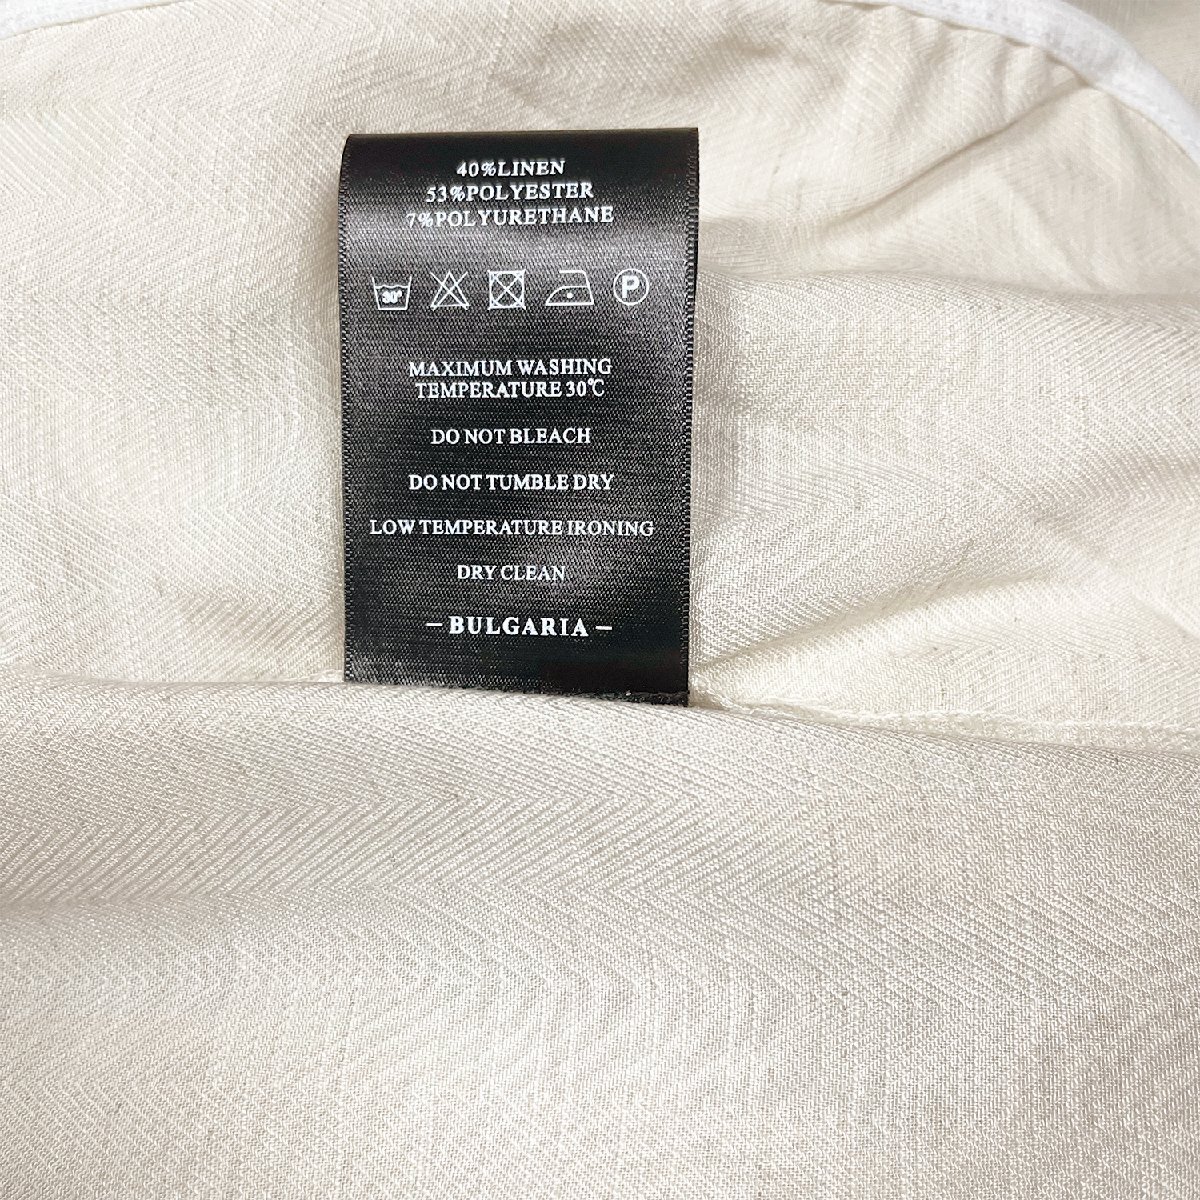 40%LINEN
53%POLYESTER
7%POLYURETHANE
30° P
MAXIMUM WASHING
TEMPERATURE 30℃
DO NOT BLEACH
DO NOT TUMBLE DRY
LOW TEMPERATURE IRONING
DRY CLEAN
– BULGARIA –